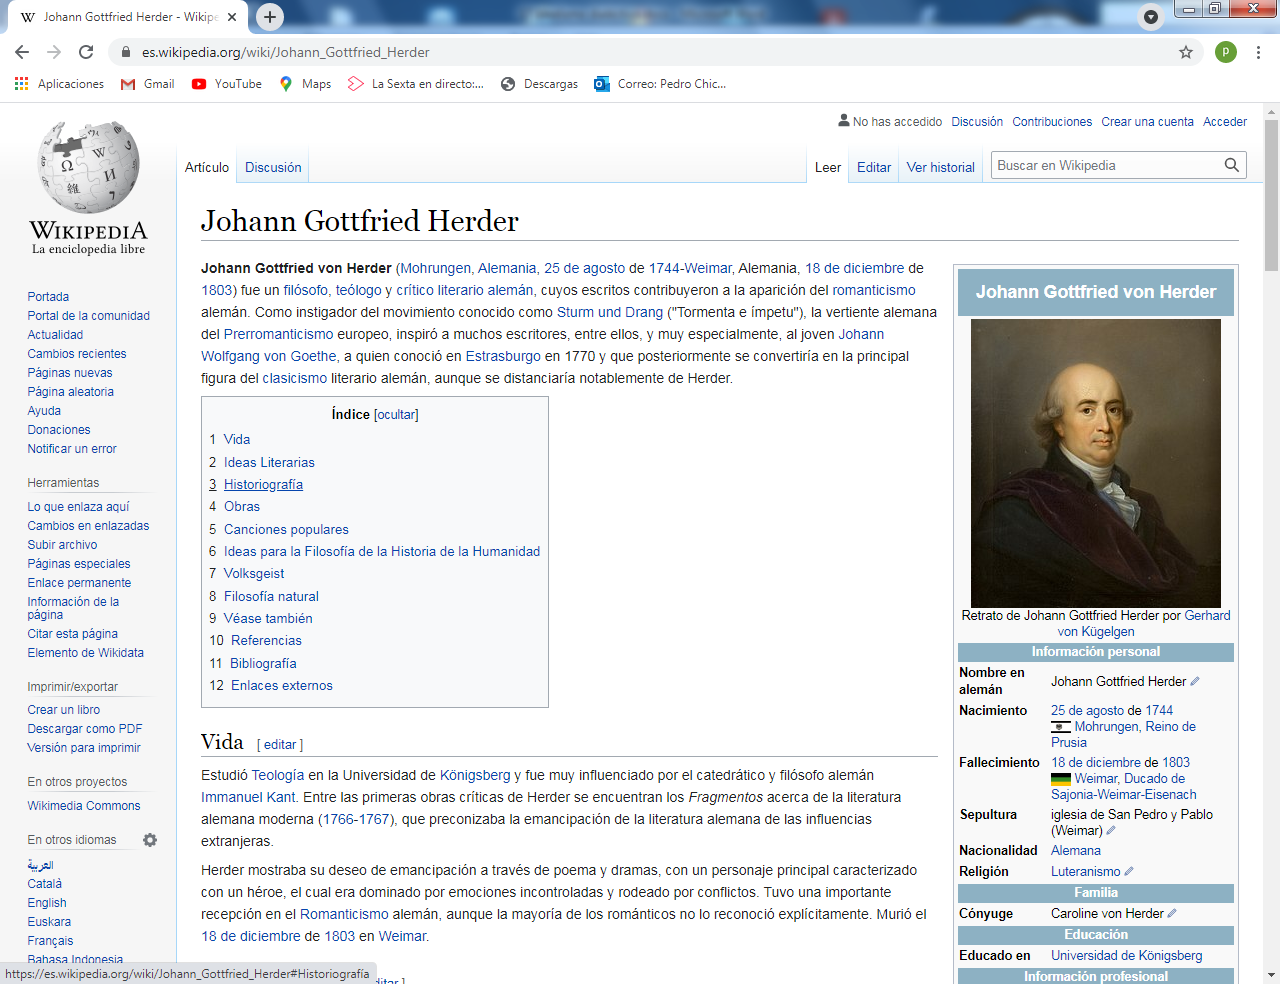 Johann Gottfried Herder - Wikipe
es.wikipedia.org/wiki/Johann_Gottfried_Herder
P
Aplicaciones Gmail YouTube Maps La Sexta en directo:... Descargas Correo: Pedro Chic...
No has accedido Discusión Contribuciones Crear una cuenta Acceder
Artículo Discusión Leer Editar Ver historial Buscar en Wikipedia
WIKIPEDIA
La enciclopedia libre
Portada
Portal de la comunidad
Actualidad
Cambios recientes
Páginas nuevas
Página aleatoria
Ayuda
Donaciones
Notificar un error
Herramientas
Lo que enlaza aquí
Cambios en enlazadas
Subir archivo
Páginas especiales
Enlace permanente
Información de la
página
Citar esta página
Elemento de Wikidata
Imprimir/exportar
Crear un libro
Descargar como PDF
Versión para imprimir
En otros proyectos
Wikimedia Commons
En otros idiomas
العربية
Català
English
Euskara
Français
Bahasa Indonesia
Johann Gottfried Herder
Johann Gottfried von Herder (Mohrungen, Alemania, 25 de agosto de 1744-Weimar, Alemania, 18 de diciembre de
1803) fue un filósofo, teólogo y crítico literario alemán, cuyos escritos contribuyeron a la aparición del romanticismo
alemán. Como instigador del movimiento conocido como Sturm und Drang ("Tormenta e ímpetu"), la vertiente alemana
del Prerromanticismo europeo, inspiró a muchos escritores, entre ellos, y muy especialmente, al joven Johann
Wolfgang von Goethe, a quien conoció en Estrasburgo en 1770 y que posteriormente se convertiría en la principal
figura del clasicismo literario alemán, aunque se distanciaría notablemente de Herder.
Índice [ocultar]
1 Vida
2 Ideas Literarias
3 Historiografía
4 Obras
5 Canciones populares
6 Ideas para la Filosofía de la Historia de la Humanidad
7 Volksgeist
8 Filosofía natural
9 Véase también
10 Referencias
11 Bibliografía
12 Enlaces externos
Vida [ editar ]
Estudió Teología en la Universidad de Königsberg y fue muy influenciado por el catedrático y filósofo alemán
Immanuel Kant. Entre las primeras obras críticas de Herder se encuentran los Fragmentos acerca de la literatura
alemana moderna (1766-1767), que preconizaba la emancipación de la literatura alemana de las influencias
extranjeras.
Herder mostraba su deseo de emancipación a través de poema y dramas, con un personaje principal caracterizado
con un héroe, el cual era dominado por emociones incontroladas y rodeado por conflictos. Tuvo una importante
recepción en el Romanticismo alemán, aunque la mayoría de los románticos no lo reconoció explícitamente. Murió el
18 de diciembre de 1803 en Weimar.
Johann Gottfried von Herder
Retrato de Johann Gottfried Herder por Gerhard
von Kügelgen
Información personal
Nombre en
alemán Johann Gottfried Herder
Nacimiento 25 de agosto de 1744
Mohrungen, Reino de
Prusia
Fallecimiento 18 de diciembre de 1803
Weimar, Ducado de
Sajonia-Weimar-Eisenach
Sepultura iglesia de San Pedro y Pablo
(Weimar)
Nacionalidad Alemana
Religión Luteranismo
Familia
Cónyuge Caroline von Herder
Educación
Educado en Universidad de Königsberg
Información profesional
https://es.wikipedia.org/wiki/Johann_Gottfried_Herder#Historiografía